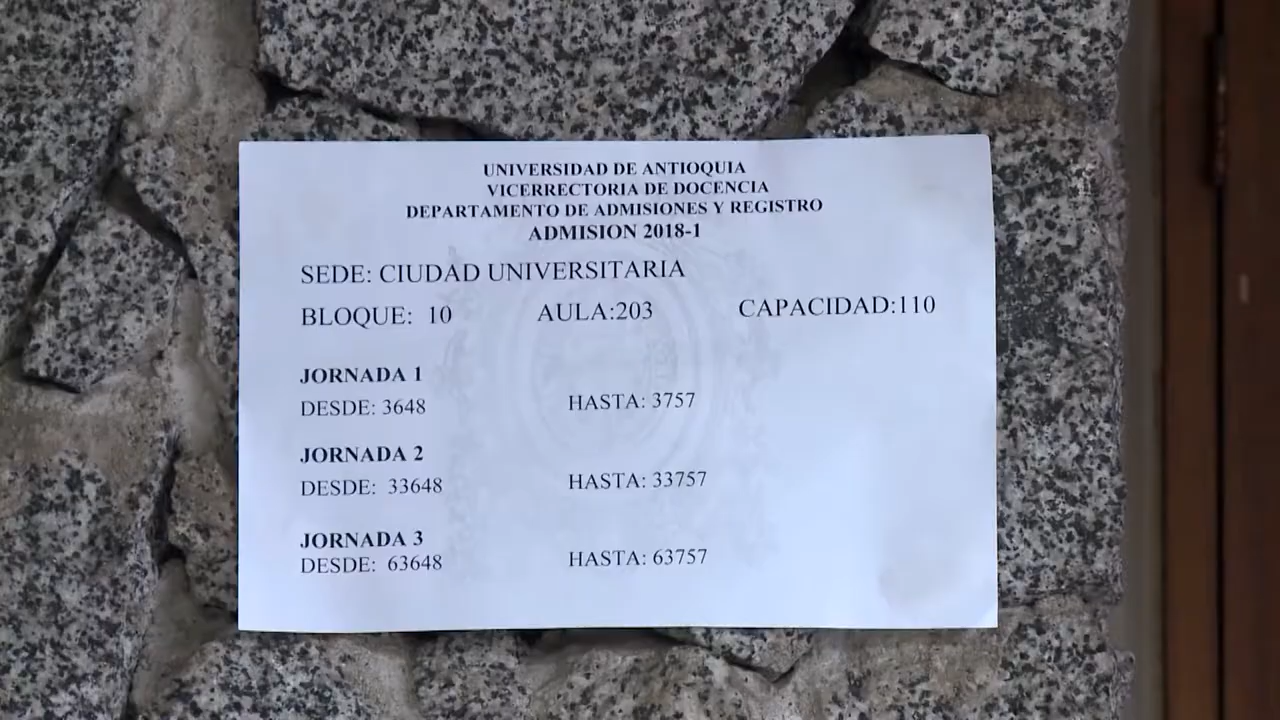 UNIVERSIDAD DE ANTIOQUIA
VICERRECTORIA DE DOCENCIA
DEPARTAMENTO DE ADMISIONES Y REGISTRO
ADMISION 2018-1
SEDE: CIUDAD UNIVERSITARIA
BLOQUE: 10 AULA:203 CAPACIDAD:110
JORNADA 1
DESDE: 3648 HASTA: 3757
JORNADA 2
DESDE: 33648 HASTA: 33757
JORNADA 3
DESDE: 63648 HASTA: 63757